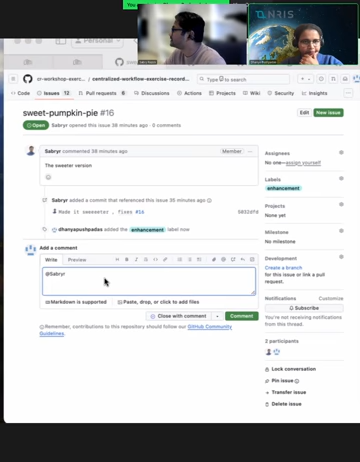 NRIS
Personal
cr-workshop-exerc... / centralized-workflow-exercise-record...
Type / to search
Code Issues 12 Pull requests 6 Discussions Actions Projects Wiki Security Insights
sweet-pumpkin-pie #16
Edit New issue
Open Sabryr opened this issue 38 minutes ago · 0 comments
Sabryr commented 38 minutes ago Member
The sweeter version
Sabryr added a commit that referenced this issue 35 minutes ago
Made it sweeeter , fixes #16
dhanyapushpadas added the enhancement label now
Add a comment
Write Preview
@Sabryr
Markdown is supported Paste, drop, or click to add files
Close with comment Comment
Remember, contributions to this repository should follow our GitHub Community
Guidelines.
Assignees
No one—assign yourself
Labels
enhancement
Projects
None yet
Milestone
No milestone
Development
Create a branch
for this issue or link a pull
request.
Notifications Customize
Subscribe
You're not receiving notifications
from this thread.
2 participants
Lock conversation
Pin issue
Transfer issue
Delete issue